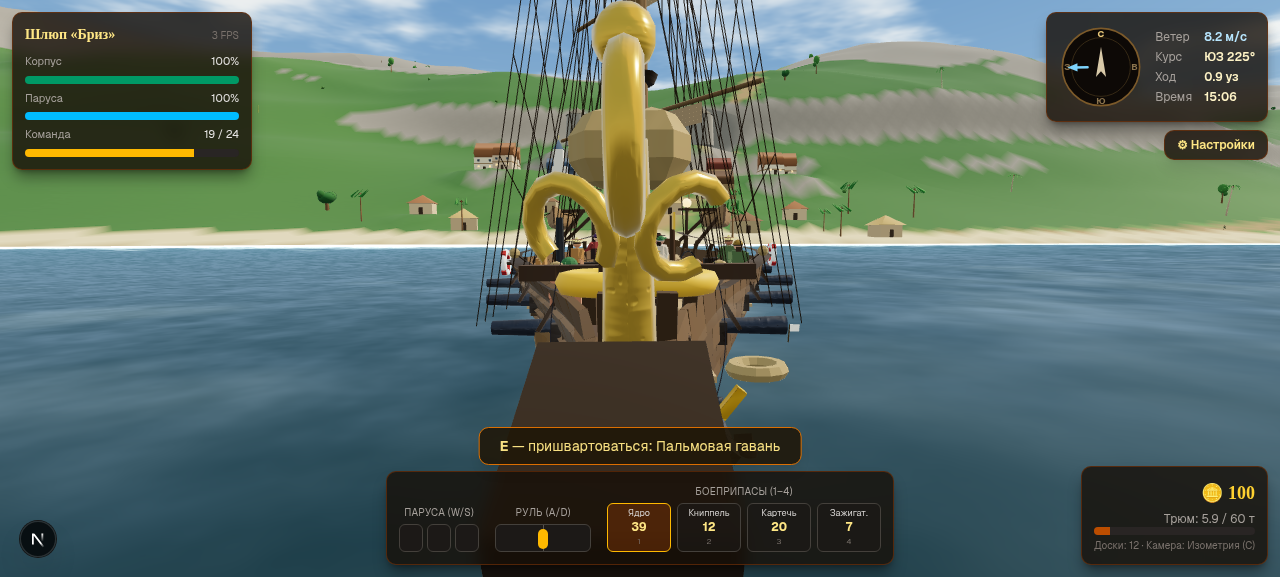 Шлюп «Бриз» 3 FPS
Корпус 100%
Паруса 100%
Команда 19 / 24
С
З В
Ю
Ветер 8.2 м/с
Курс ЮЗ 225°
Ход 0.9 уз
Время 15:06
⚙ Настройки
E — пришвартоваться: Пальмовая гавань
ПАРУСА (W/S)
РУЛЬ (A/D)
БОЕПРИПАСЫ (1–4)
Ядро
39
1
Книппель
12
2
Картечь
20
3
Зажигат.
7
4
🪙 100
Трюм: 5.9 / 60 т
Доски: 12 · Камера: Изометрия (C)
N